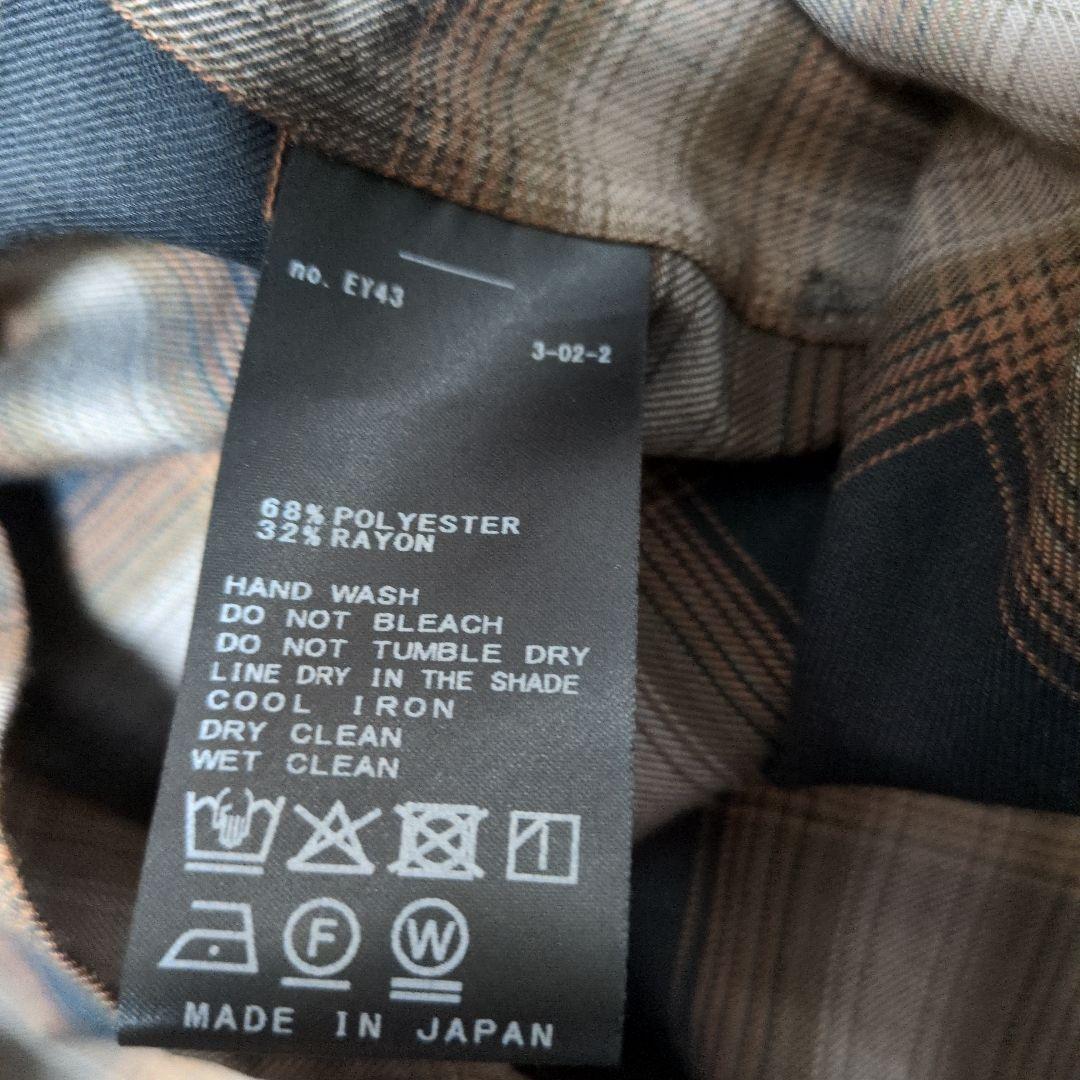 no. EY43
3-02-2
68% POLYESTER
32% RAYON
HAND WASH
DO NOT BLEACH
DO NOT TUMBLE DRY
LINE DRY IN THE SHADE
COOL IRON
DRY CLEAN
WET CLEAN
F W
MADE IN JAPAN